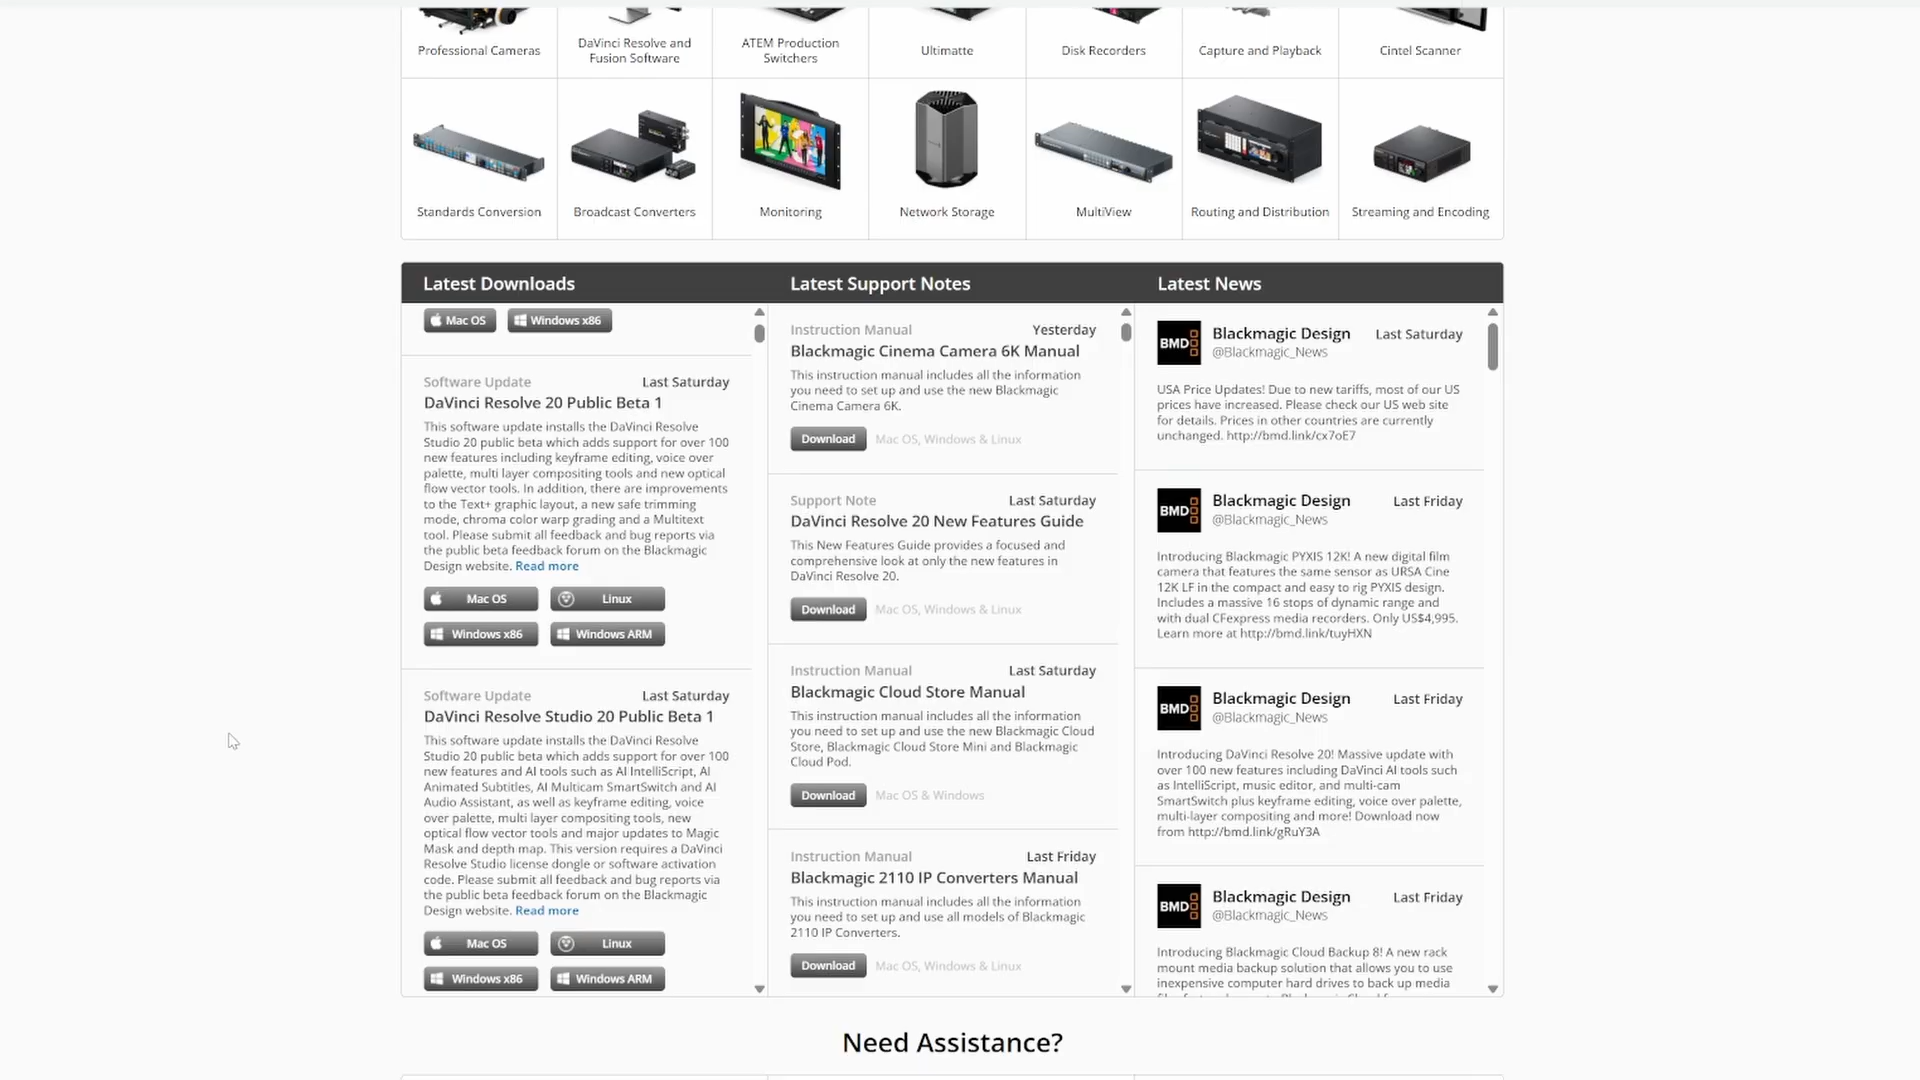 Professional Cameras
DaVinci Resolve and
Fusion Software
ATEM Production
Switchers
Ultimatte
Disk Recorders
Capture and Playback
Cintel Scanner
Standards Conversion
Broadcast Converters
Monitoring
Network Storage
MultiView
Routing and Distribution
Streaming and Encoding
Latest Downloads
Mac OS
Windows x86
Software Update
Last Saturday
DaVinci Resolve 20 Public Beta 1
This software update installs the DaVinci Resolve
Studio 20 public beta which adds support for over 100
new features including keyframe editing, voice over
palette, multi layer compositing tools and new optical
flow vector tools. In addition, there are improvements
to the Text+ graphic layout, a new safe trimming
mode, chroma color warp grading and a Multitext
tool. Please submit all feedback and bug reports via
the public beta feedback forum on the Blackmagic
Design website. Read more
Mac OS
Linux
Windows x86
Windows ARM
Software Update
Last Saturday
DaVinci Resolve Studio 20 Public Beta 1
This software update installs the DaVinci Resolve
Studio 20 public beta which adds support for over 100
new features and AI tools such as AI IntelliScript, AI
Animated Subtitles, AI Multicam SmartSwitch and AI
Audio Assistant, as well as keyframe editing, voice
over palette, multi layer compositing tools, new
optical flow vector tools and major updates to Magic
Mask and depth map. This version requires a DaVinci
Resolve Studio license dongle or software activation
code. Please submit all feedback and bug reports via
the public beta feedback forum on the Blackmagic
Design website. Read more
Mac OS
Linux
Windows x86
Windows ARM
Latest Support Notes
Instruction Manual
Yesterday
Blackmagic Cinema Camera 6K Manual
This instruction manual includes all the information
you need to set up and use the new Blackmagic
Cinema Camera 6K.
Download
Mac OS, Windows & Linux
Support Note
Last Saturday
DaVinci Resolve 20 New Features Guide
This New Features Guide provides a focused and
comprehensive look at only the new features in
DaVinci Resolve 20.
Download
Mac OS, Windows & Linux
Instruction Manual
Last Saturday
Blackmagic Cloud Store Manual
This instruction manual includes all the information
you need to set up and use the new Blackmagic Cloud
Store, Blackmagic Cloud Store Mini and Blackmagic
Cloud Pod.
Download
Mac OS & Windows
Instruction Manual
Last Friday
Blackmagic 2110 IP Converters Manual
This instruction manual includes all the information
you need to set up and use all models of Blackmagic
2110 IP Converters.
Download
Mac OS, Windows & Linux
Latest News
BMD
Blackmagic Design
Last Saturday
@Blackmagic_News
USA Price Updates! Due to new tariffs, most of our US
prices have increased. Please check our US web site
for details. Prices in other countries are currently
unchanged. http://bmd.link/cx7oE7
BMD
Blackmagic Design
Last Friday
@Blackmagic_News
Introducing Blackmagic PYXIS 12K! A new digital film
camera that features the same sensor as URSA Cine
12K LF in the compact and easy to rig PYXIS design.
Includes a massive 16 stops of dynamic range and
with dual CFexpress media recorders. Only US$4,995.
Learn more at http://bmd.link/tuyHXN
BMD
Blackmagic Design
Last Friday
@Blackmagic_News
Introducing DaVinci Resolve 20! Massive update with
over 100 new features including DaVinci AI tools such
as IntelliScript, music editor, and multi-cam
SmartSwitch plus keyframe editing, voice over palette,
multi-layer compositing and more! Download now
from http://bmd.link/gRuY3A
BMD
Blackmagic Design
Last Friday
@Blackmagic_News
Introducing Blackmagic Cloud Backup 8! A new rack
mount media backup solution that allows you to use
inexpensive computer hard drives to back up media
Need Assistance?